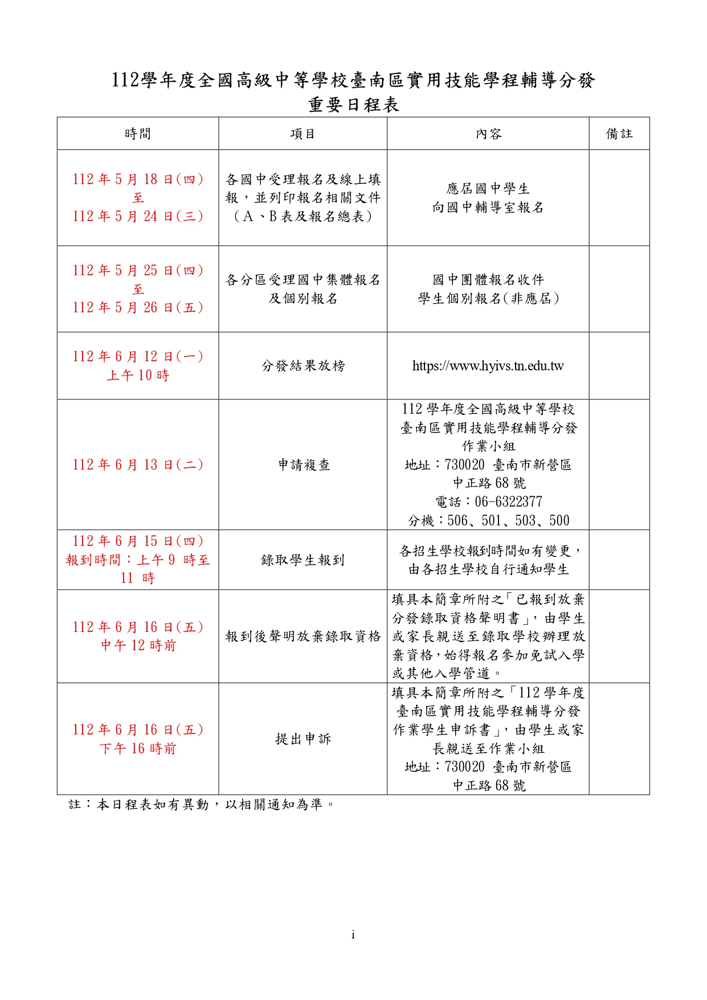 112學年度全國高級中等學校臺南區實用技能學程輔導分發
重要日程表
時間
項目
內容
備註
112 年 5 月 18 日(四)
至
112 年 5 月 24 日(三)
各國中受理報名及線上填
報，並列印報名相關文件
（A、B 表及報名總表）
應屆國中學生
向國中輔導室報名
112 年 5 月 25 日(四)
至
112 年 5 月 26 日(五)
各分區受理國中集體報名
及個別報名
國中團體報名收件
學生個別報名(非應屆)
112 年 6 月 12 日(一)
上午 10 時
分發結果放榜
https://www.hyivs.tn.edu.tw
112 年 6 月 13 日(二)
申請複查
112 學年度全國高級中等學校
臺南區實用技能學程輔導分發
作業小組
地址：730020 臺南市新營區
中正路 68 號
電話：06-6322377
分機：506、501、503、500
112 年 6 月 15 日(四)
報到時間：上午 9 時至
11 時
錄取學生報到
各招生學校報到時間如有變更，
由各招生學校自行通知學生
112 年 6 月 16 日(五)
中午 12 時前
報到後聲明放棄錄取資格
填具本簡章所附之「已報到放棄
分發錄取資格聲明書」，由學生
或家長親送至錄取學校辦理放
棄資格，始得報名參加免試入學
或其他入學管道。
112 年 6 月 16 日(五)
下午 16 時前
提出申訴
填具本簡章所附之「112 學年度
臺南區實用技能學程輔導分發
作業學生申訴書」，由學生或家
長親送至作業小組
地址：730020 臺南市新營區
中正路 68 號
註：本日程表如有異動，以相關通知為準。
i